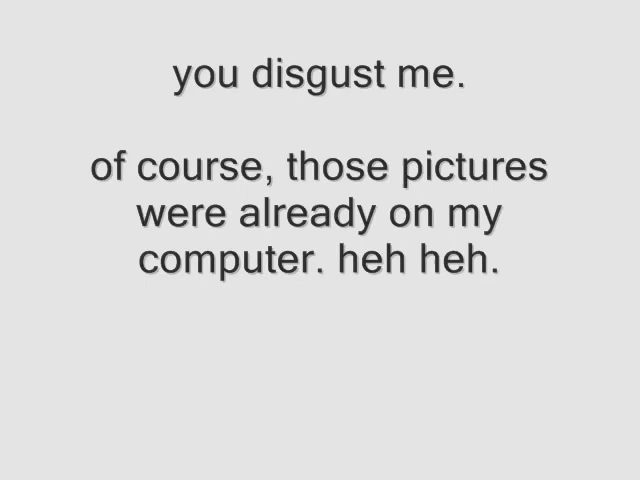 you disgust me.
of course, those pictures
were already on my
computer. heh heh.